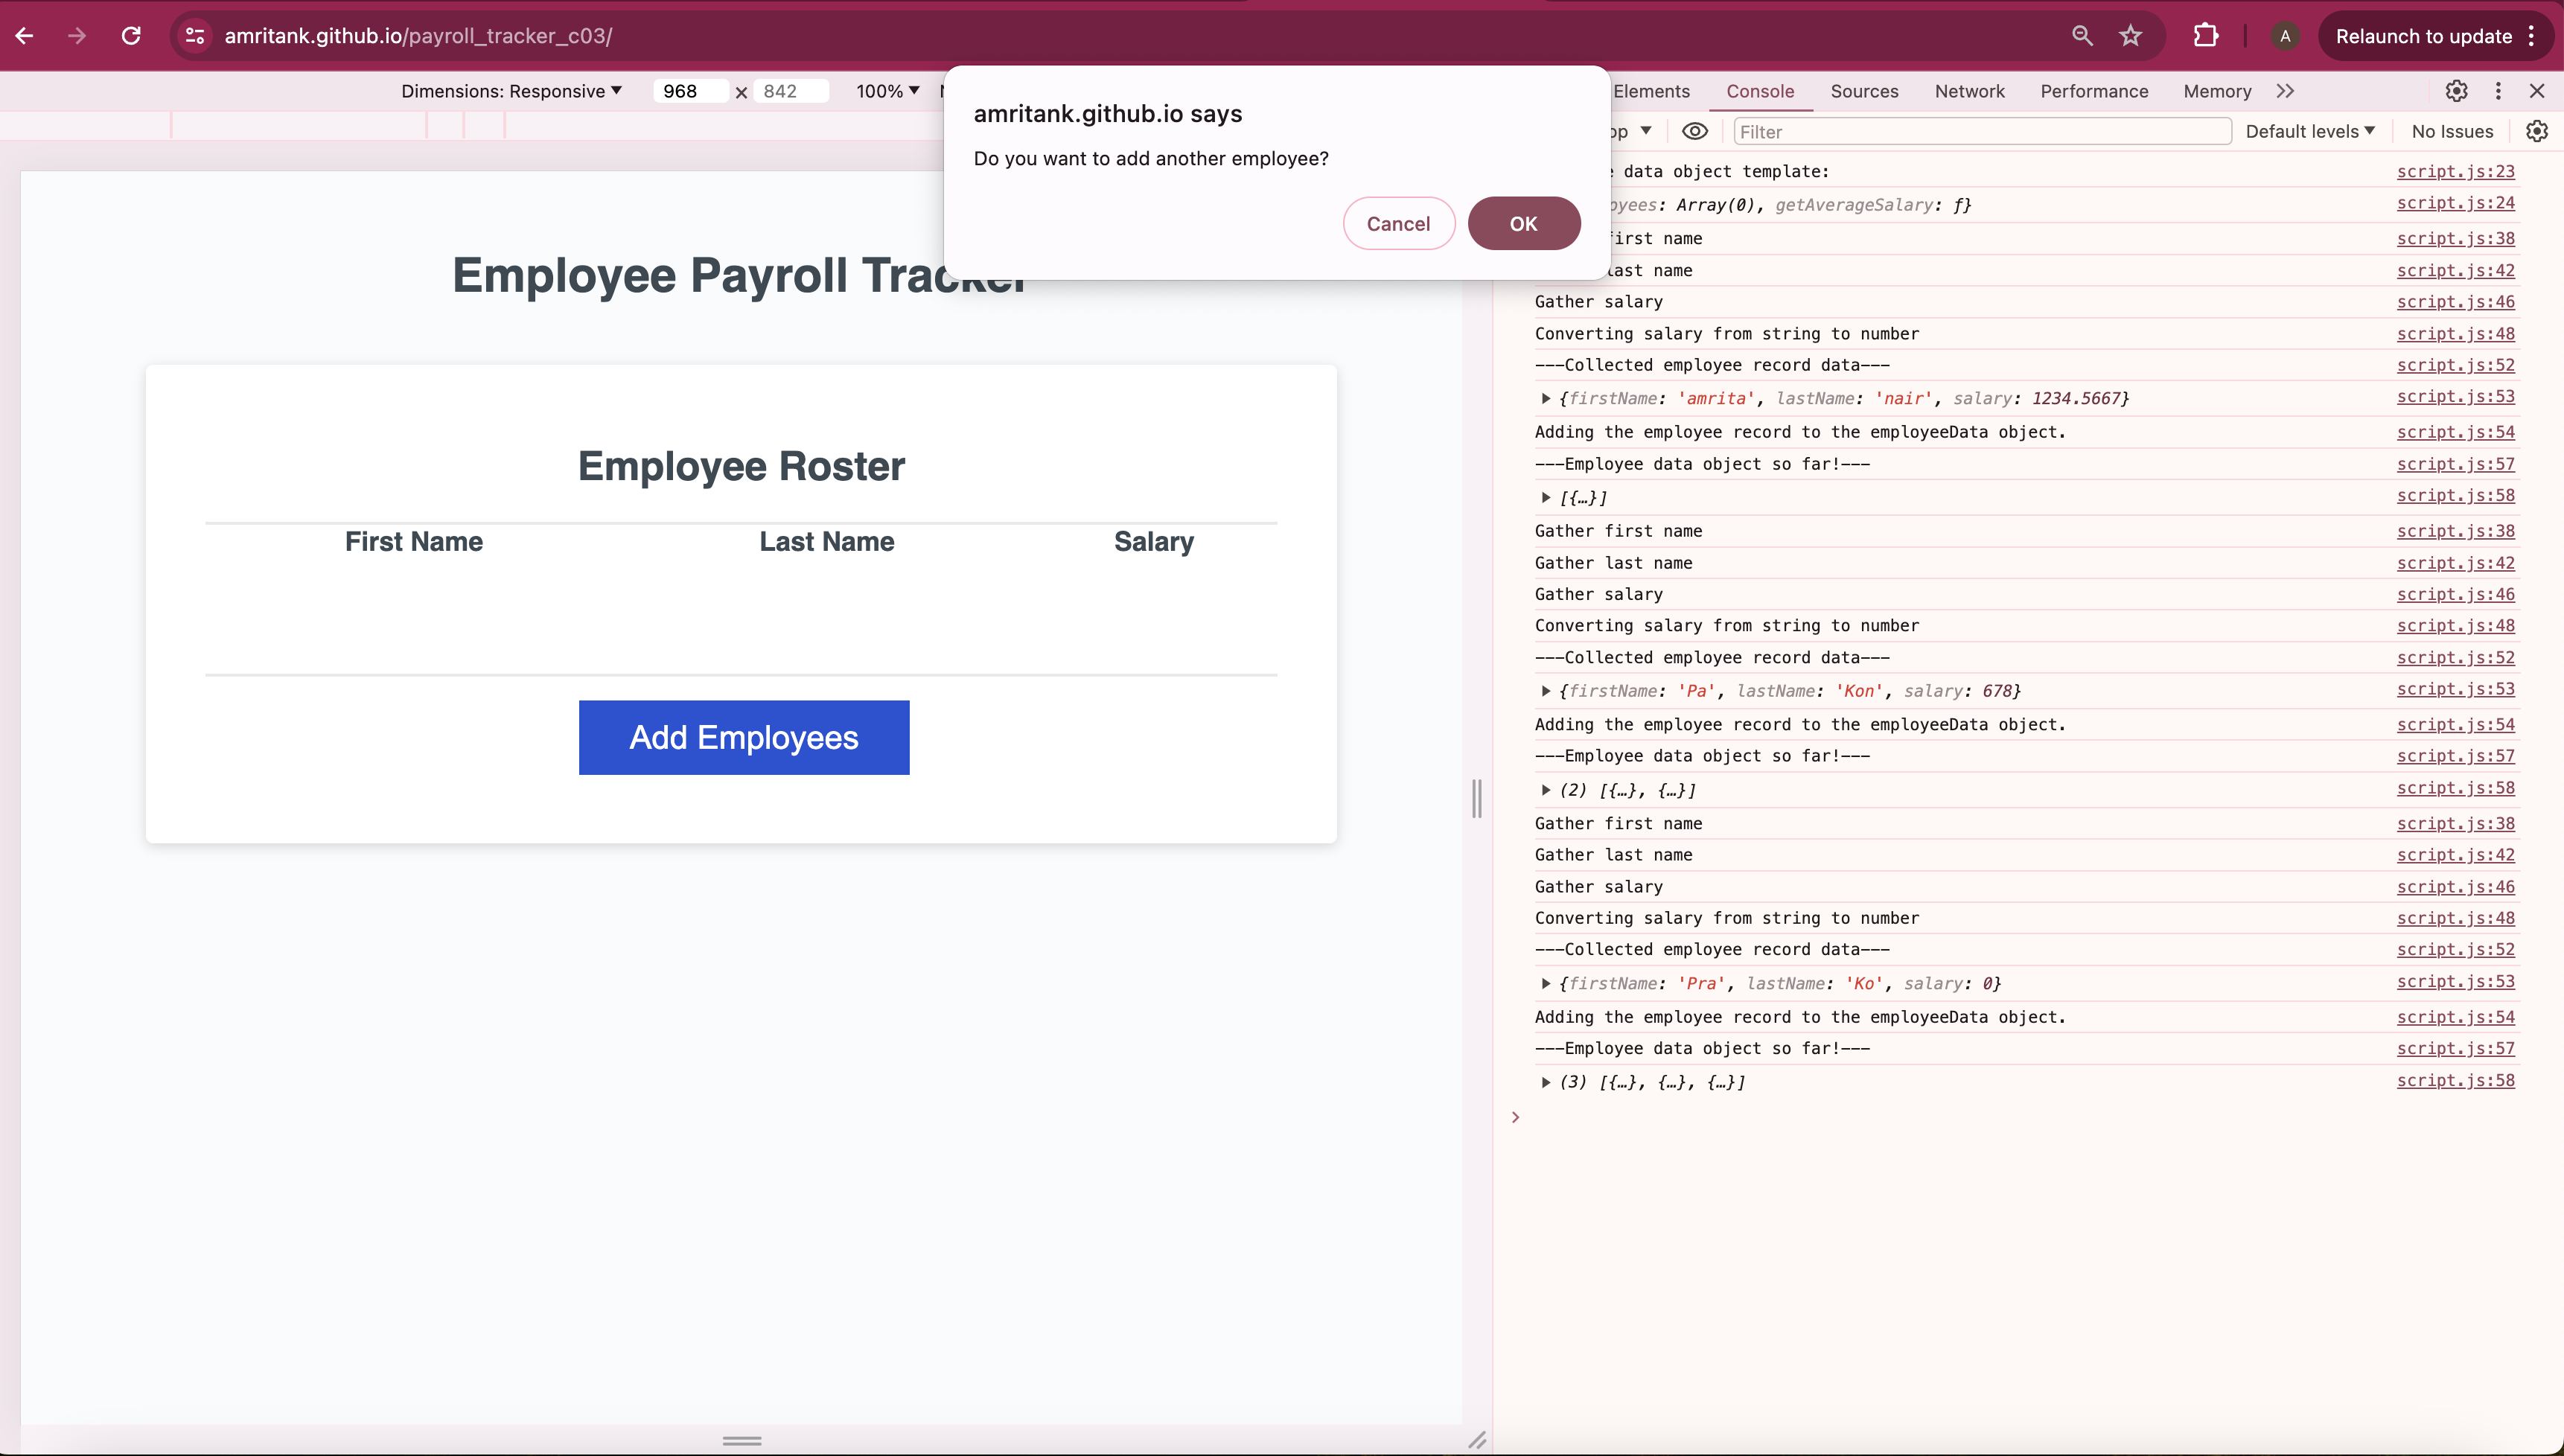 amritank.github.io/payroll_tracker_c03/
A
Relaunch to update
Dimensions: Responsive
968 x 842
100%
Elements
Console
Sources
Network
Performance
Memory
Filter
Default levels
No Issues
amritank.github.io says
Do you want to add another employee?
Cancel
OK
Employee Payroll Tracker
Employee Roster
First Name Last Name Salary
Add Employees
data object template: script.js:23
Array(0), getAverageSalary: ƒ} script.js:24
name script.js:38
last name script.js:42
Gather salary script.js:46
Converting salary from string to number script.js:48
---Collected employee record data--- script.js:52
{firstName: 'amrita', lastName: 'nair', salary: 1234.5667} script.js:53
Adding the employee record to the employeeData object. script.js:54
---Employee data object so far!--- script.js:57
[{…}] script.js:58
Gather first name script.js:38
Gather last name script.js:42
Gather salary script.js:46
Converting salary from string to number script.js:48
---Collected employee record data--- script.js:52
{firstName: 'Pa', lastName: 'Kon', salary: 678} script.js:53
Adding the employee record to the employeeData object. script.js:54
---Employee data object so far!--- script.js:57
(2) [{…}, {…}] script.js:58
Gather first name script.js:38
Gather last name script.js:42
Gather salary script.js:46
Converting salary from string to number script.js:48
---Collected employee record data--- script.js:52
{firstName: 'Pra', lastName: 'Ko', salary: 0} script.js:53
Adding the employee record to the employeeData object. script.js:54
---Employee data object so far!--- script.js:57
(3) [{…}, {…}, {…}] script.js:58